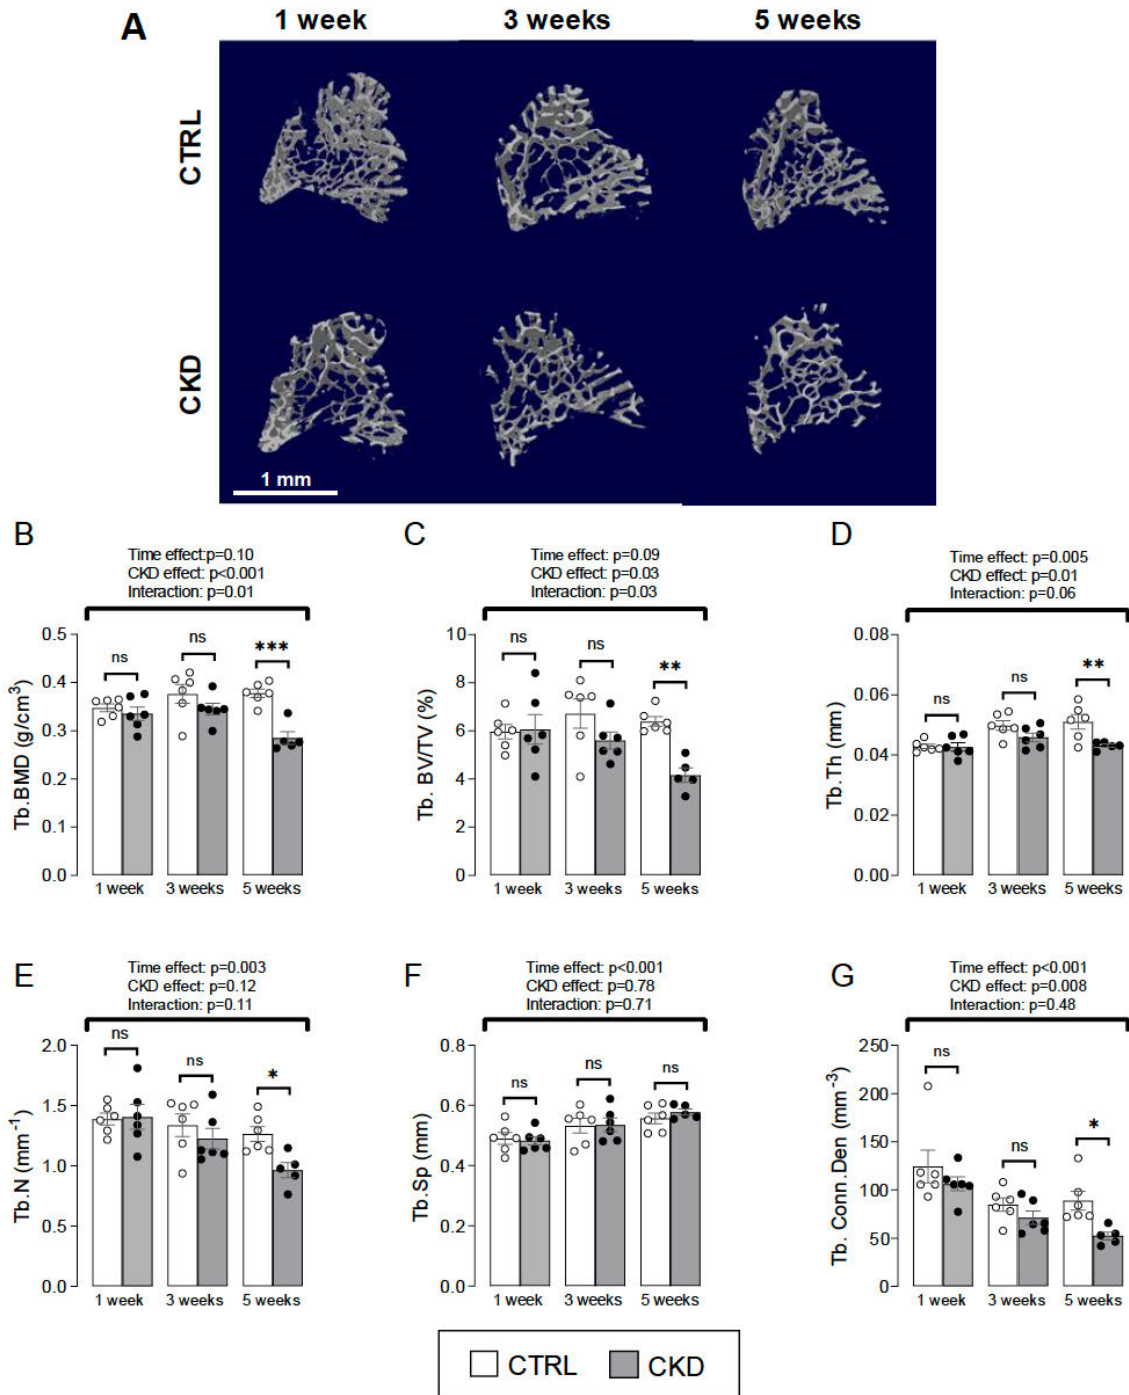 A
1 week
3 weeks
5 weeks
CTRL
CKD
1 mm
B
Time effect:p=0.10
CKD effect: p<0.001
Interaction: p=0.01
Tb.BMD (g/cm³)
0.5
0.4
0.3
0.2
0.1
0.0
ns
ns
***
1 week
3 weeks
5 weeks
C
Time effect: p=0.09
CKD effect: p=0.03
Interaction: p=0.03
Tb. BV/TV (%)
10
8
6
4
2
0
ns
ns
**
1 week
3 weeks
5 weeks
D
Time effect: p=0.005
CKD effect: p=0.01
Interaction: p=0.06
Tb.Th (mm)
0.08
0.06
0.04
0.02
0.00
ns
ns
**
1 week
3 weeks
5 weeks
E
Time effect: p=0.003
CKD effect: p=0.12
Interaction: p=0.11
Tb.N (mm⁻¹)
2.0
1.5
1.0
0.5
0.0
ns
ns
*
1 week
3 weeks
5 weeks
F
Time effect: p<0.001
CKD effect: p=0.78
Interaction: p=0.71
Tb.Sp (mm)
0.8
0.6
0.4
0.2
0.0
ns
ns
ns
1 week
3 weeks
5 weeks
G
Time effect: p<0.001
CKD effect: p=0.008
Interaction: p=0.48
Tb. Conn.Den (mm⁻³)
250
200
150
100
50
0
ns
ns
*
1 week
3 weeks
5 weeks
CTRL
CKD